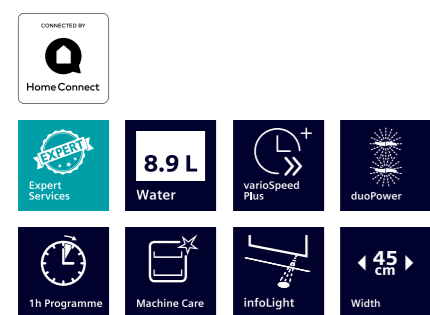 CONNECTED BY
Home Connect
EXPERT
Expert
Services
8.9 L
Water
+
varioSpeed
Plus
duoPower
1h Programme
Machine Care
infoLight
45
cm
Width